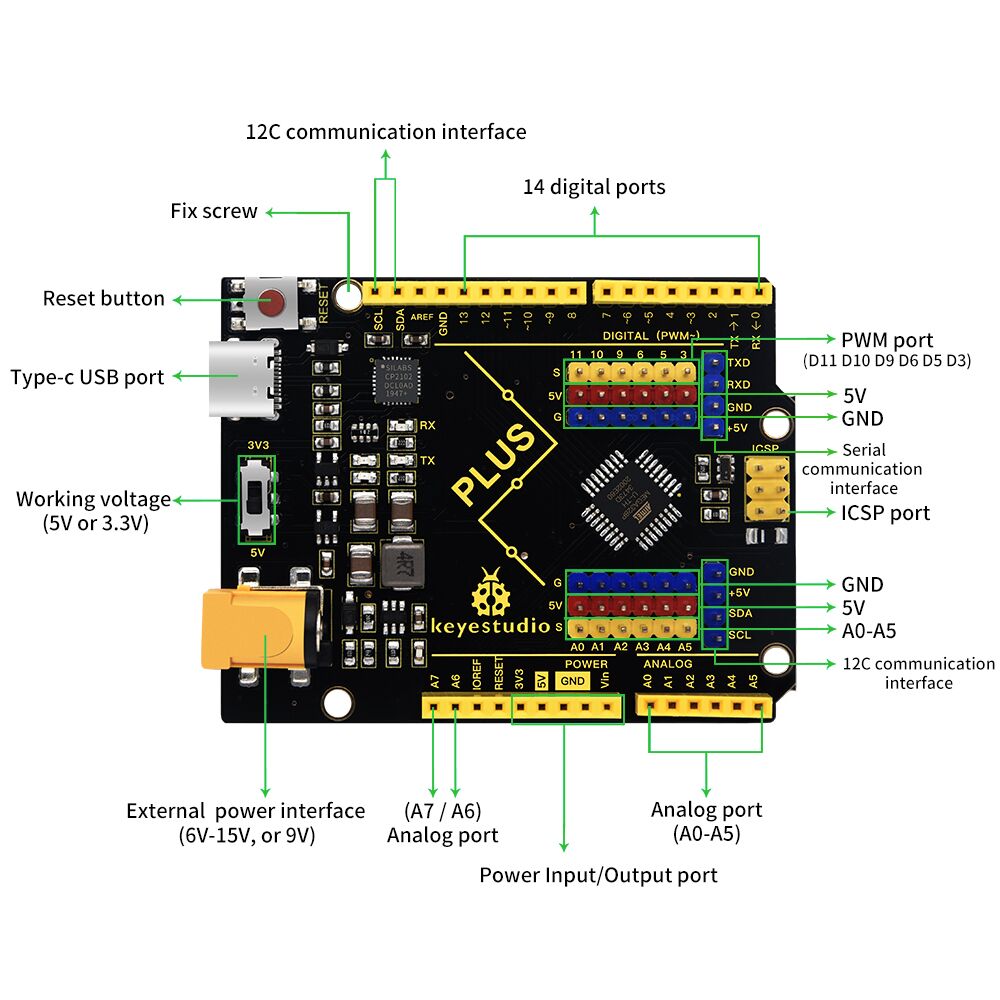 12C communication interface
14 digital ports
Fix screw
Reset button
Type-c USB port
Working voltage
(5V or 3.3V)
External power interface
(6V-15V, or 9V)
(A7 / A6)
Analog port
Power Input/Output port
Analog port
(A0-A5)
PWM port
(D11 D10 D9 D6 D5 D3)
5V
GND
Serial
communication
interface
ICSP port
GND
5V
A0-A5
12C communication
interface
RESET
SCL
SDA
AREF
GND
13
12
~11
~10
~9
8
7
~6
~5
4
~3
2
TX→1
RX←0
DIGITAL (PWM~)
11 10 9 6 5 3
S
5V
G
TXD
RXD
GND
+5V
ICSP
SILABS
CP2102
DCL0AD
1947+
RX
TX
3V3
5V
PLUS
4R7
keyestudio
G
5V
S
A0 A1 A2 A3 A4 A5
GND
+5V
SDA
SCL
POWER
ANALOG
A7
A6
IOREF
RESET
3V3
5V
GND
Vin
A0
A1
A2
A3
A4
A5